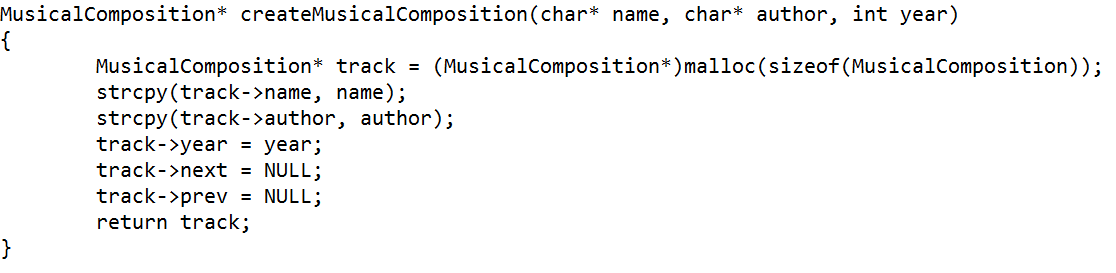 MusicalComposition* createMusicalComposition(char* name, char* author, int year)
{
        MusicalComposition* track = (MusicalComposition*)malloc(sizeof(MusicalComposition));
        strcpy(track->name, name);
        strcpy(track->author, author);
        track->year = year;
        track->next = NULL;
        track->prev = NULL;
        return track;
}